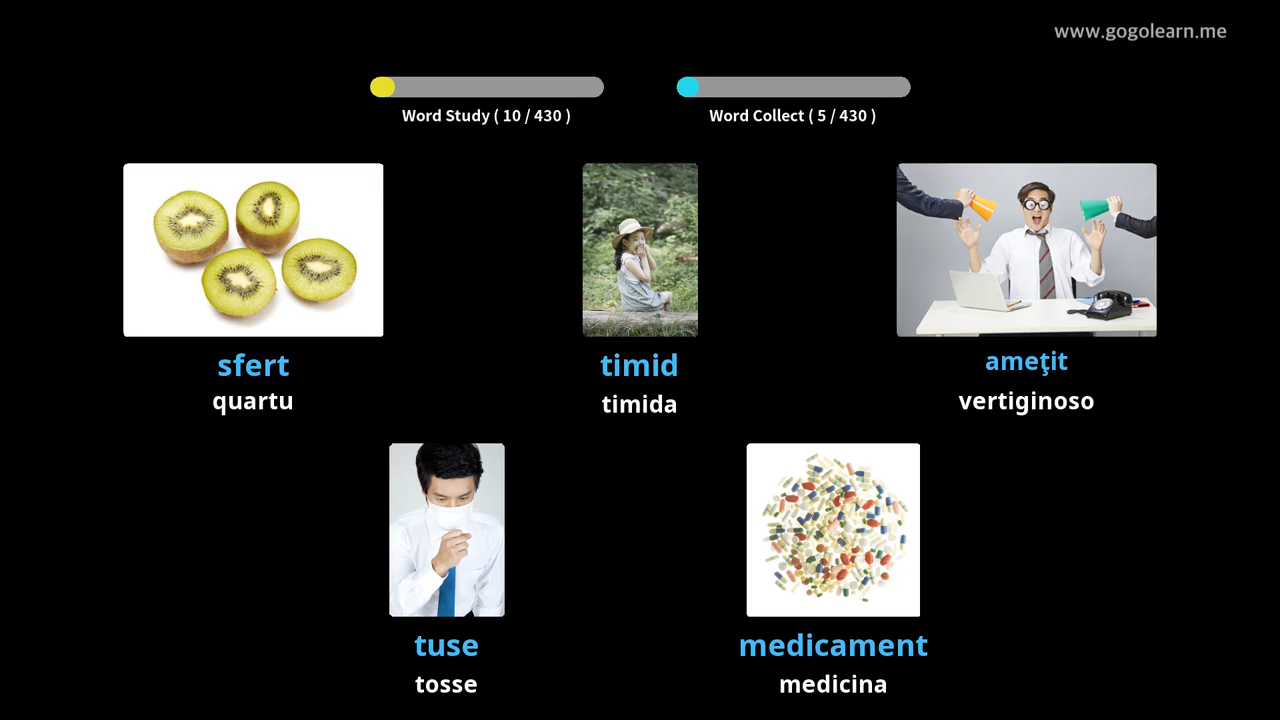 www.gogolearn.me
Word Study ( 10 / 430 )
Word Collect ( 5 / 430 )
sfert
quartu
timid
timida
ameţit
vertiginoso
tuse
tosse
medicament
medicina